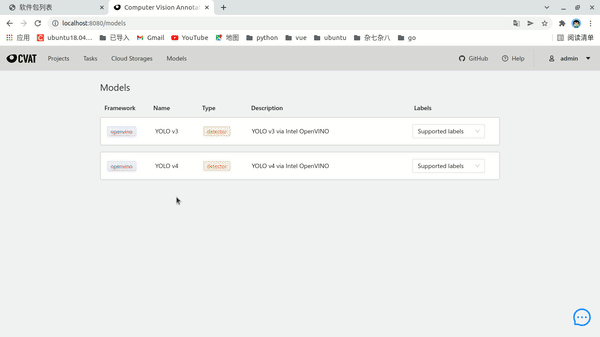 软件包列表
Computer Vision Annotat
localhost:8080/models
应用
ubuntu18.04...
已导入
Gmail
YouTube
地图
python
vue
ubuntu
杂七杂八
go
阅读清单
CVAT
Projects
Tasks
Cloud Storages
Models
GitHub
Help
admin
Models
Framework Name Type Description Labels
openvino YOLO v3 detector YOLO v3 via Intel OpenVINO Supported labels
openvino YOLO v4 detector YOLO v4 via Intel OpenVINO Supported labels